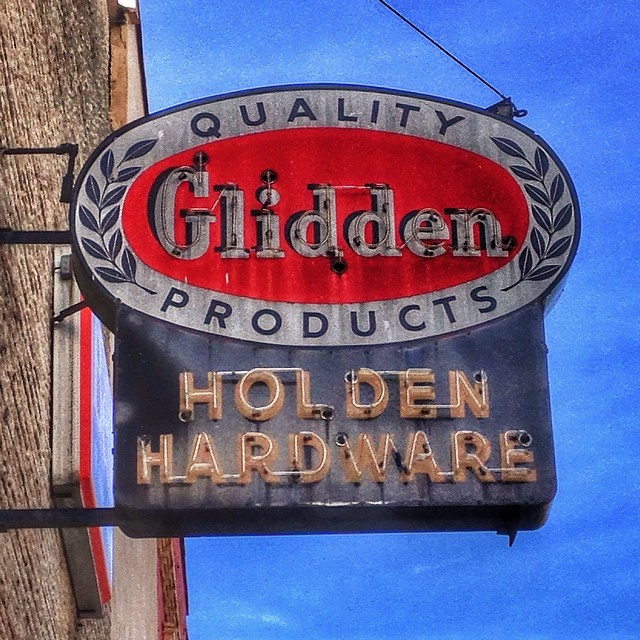 QUALITY
Glidden
PRODUCTS
HOLDEN
HARDWARE